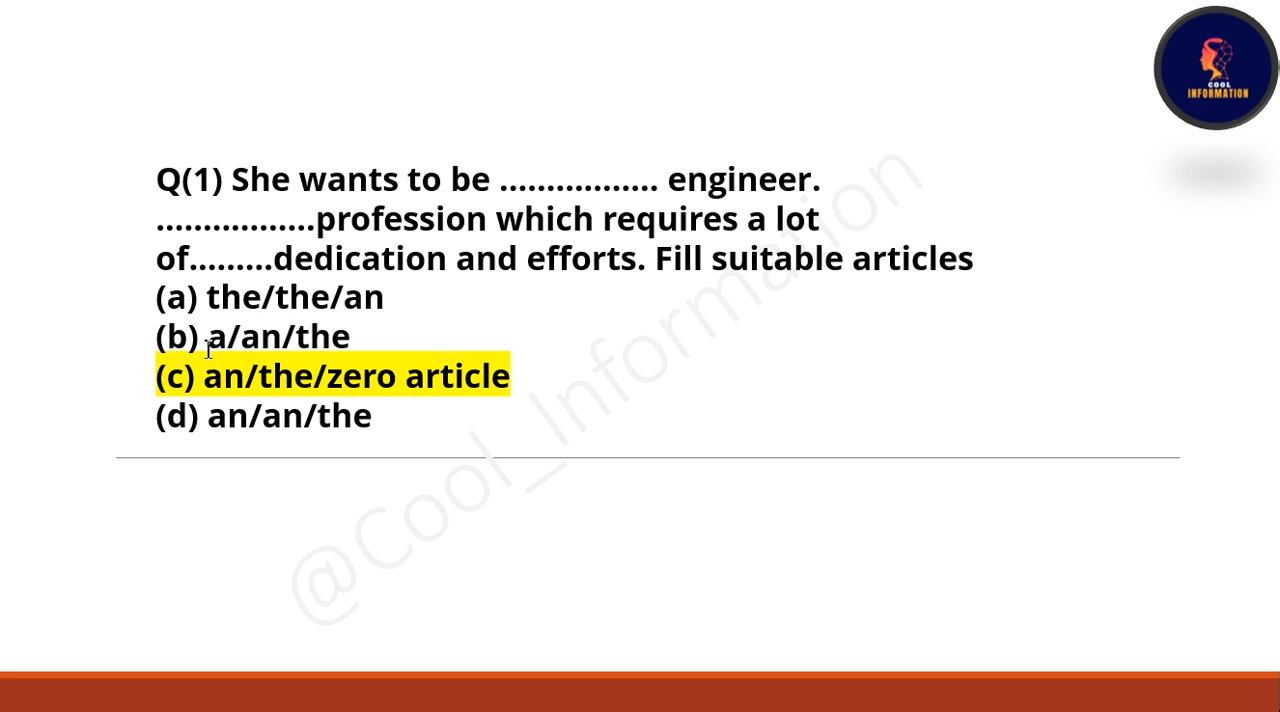 COOL
INFORMATION
Q(1) She wants to be ................. engineer.
.................profession which requires a lot
of.........dedication and efforts. Fill suitable articles
(a) the/the/an
(b) a/an/the
(c) an/the/zero article
(d) an/an/the
@Cool_Information